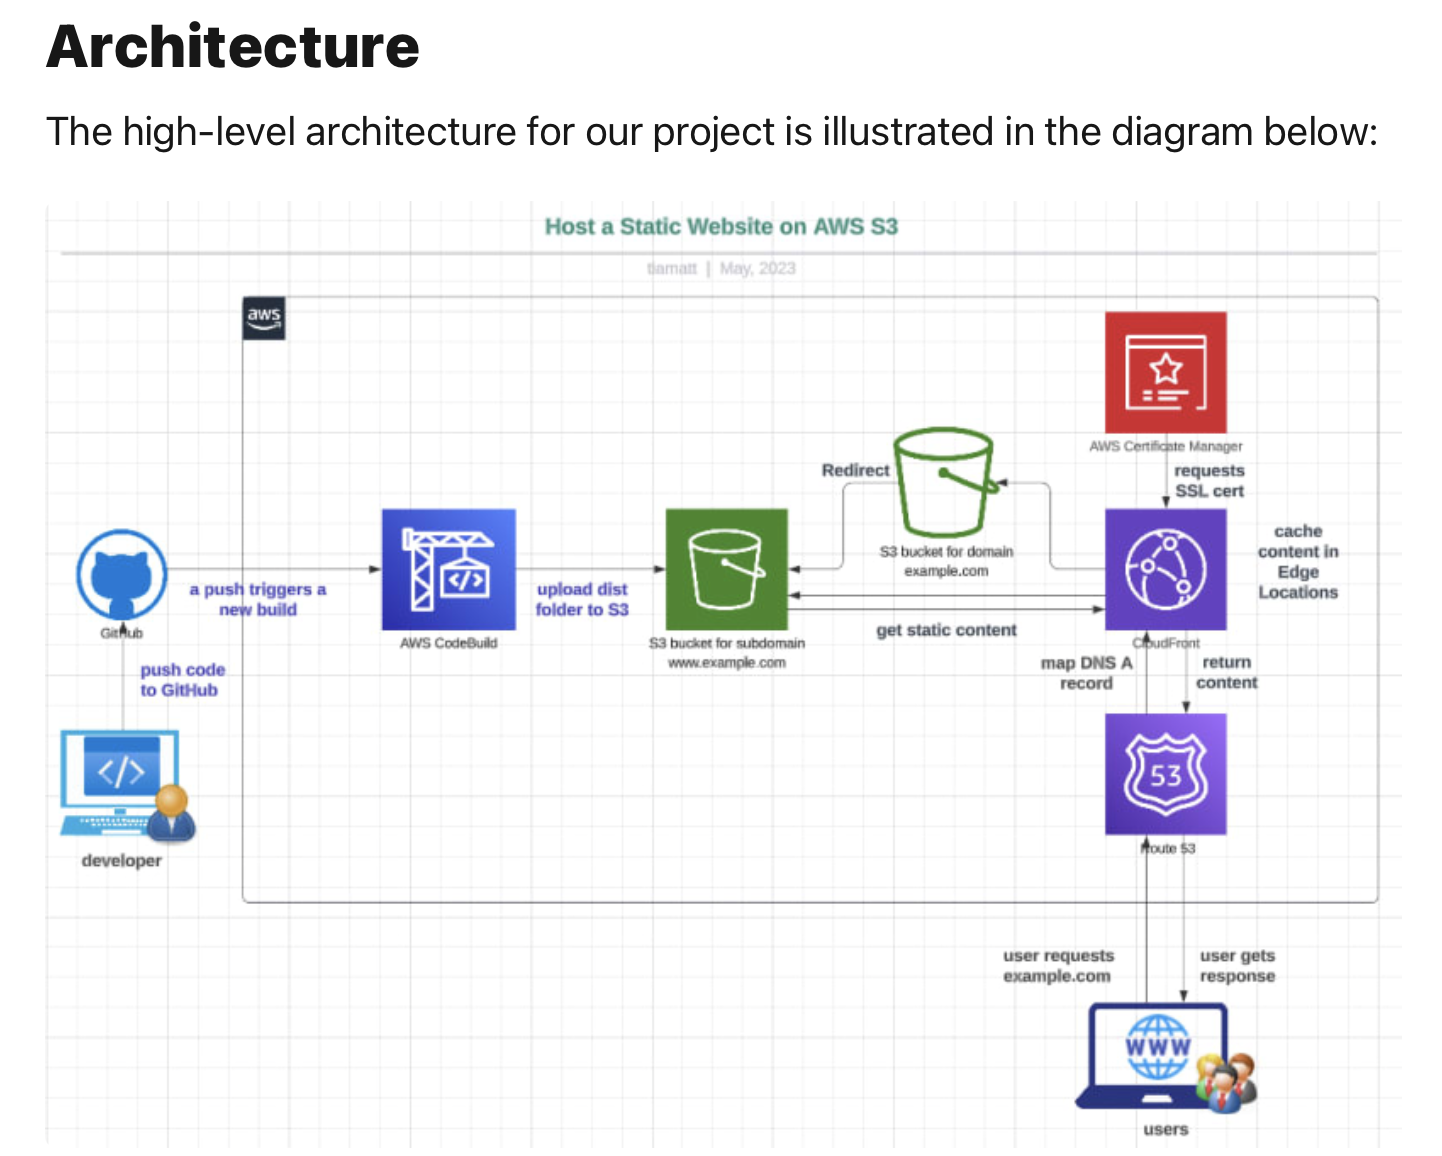 Architecture
The high-level architecture for our project is illustrated in the diagram below:
Host a Static Website on AWS S3
tiamatt | May, 2023
aws
AWS Certificate Manager
requests
SSL cert
Redirect
S3 bucket for domain
example.com
cache
content in
Edge
Locations
GitHub
a push triggers a
new build
</>
AWS CodeBuild
upload dist
folder to S3
S3 bucket for subdomain
www.example.com
get static content
CloudFront
push code
to GitHub
map DNS A
record
return
content
</>
developer
53
Route 53
user requests
example.com
user gets
response
WWW
users